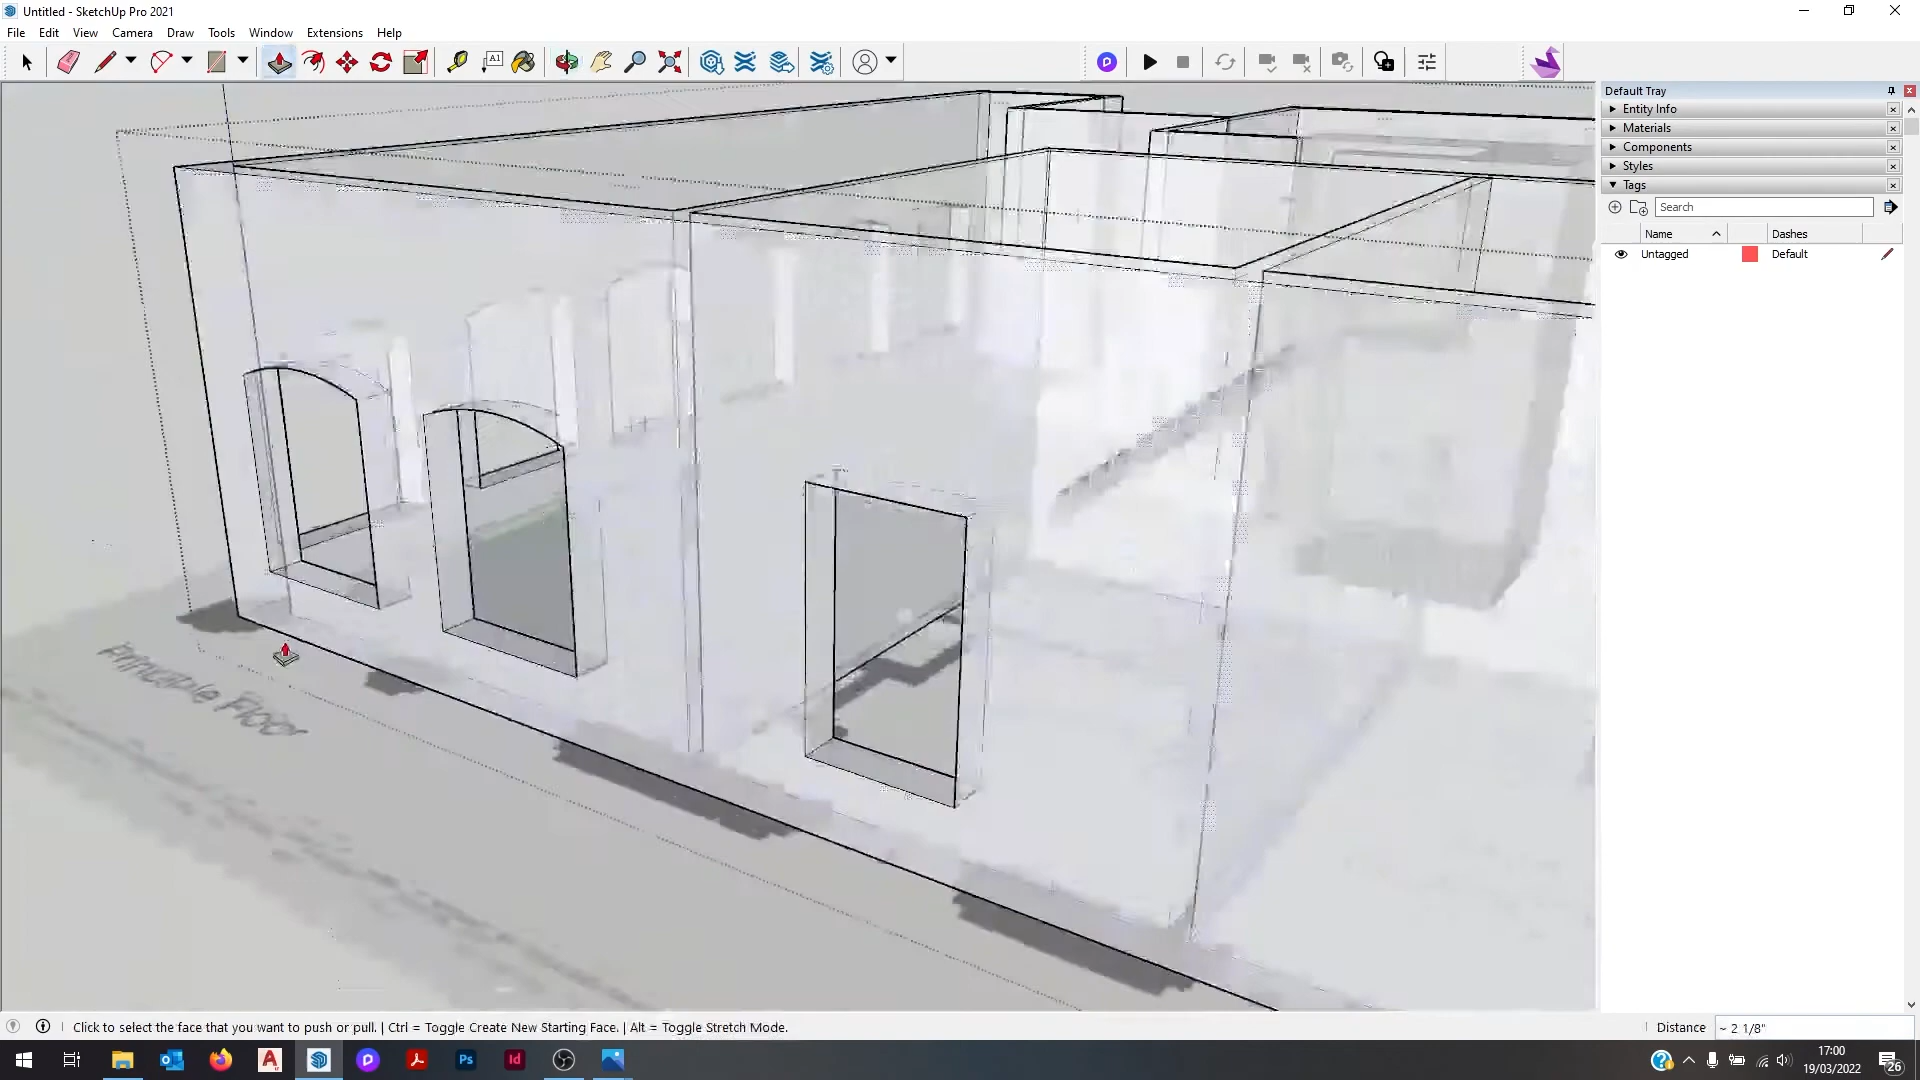 Untitled - SketchUp Pro 2021
File Edit View Camera Draw Tools Window Extensions Help
A1
Default Tray
Entity Info
Materials
Components
Styles
Tags
Search
Name Dashes
Untagged Default
Principle Floor
Click to select the face that you want to push or pull. | Ctrl = Toggle Create New Starting Face. | Alt = Toggle Stretch Mode.
Distance ~ 2 1/8"
Ps Id
17:00
19/03/2022
26